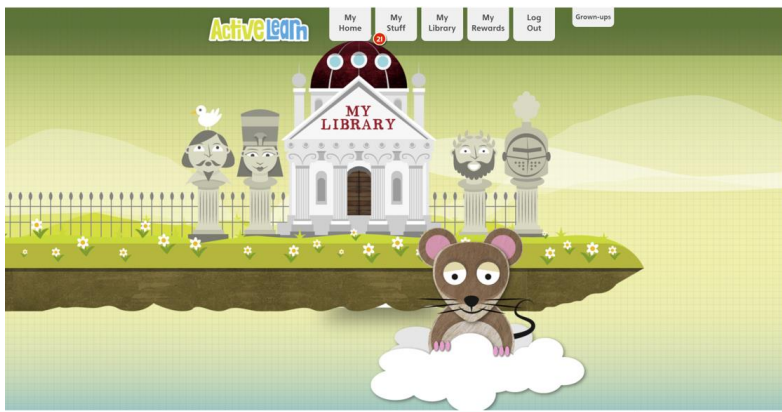 ActiveLearn
My Home
My Stuff
21
My Library
My Rewards
Log Out
Grown-ups
MY
LIBRARY